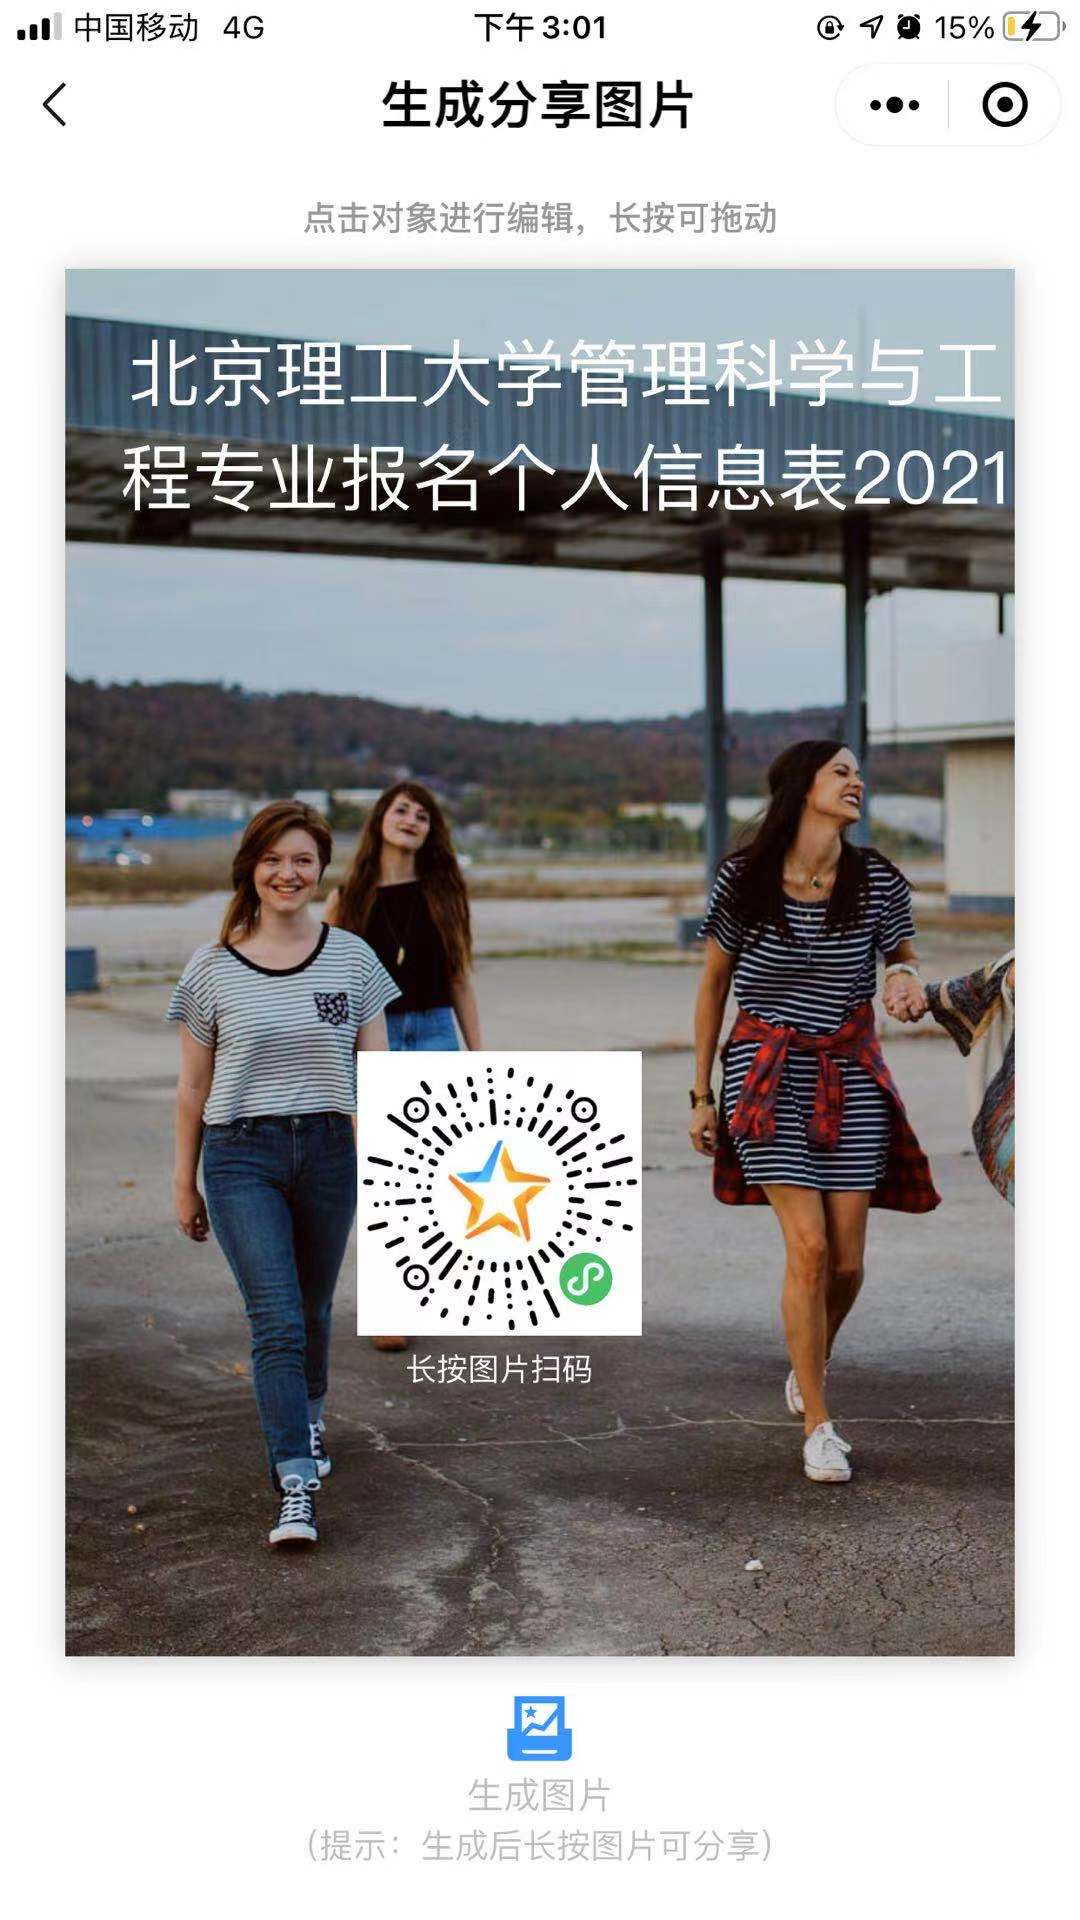 中国移动 4G 下午3:01 15%
生成分享图片
点击对象进行编辑，长按可拖动
北京理工大学管理科学与工
程专业报名个人信息表2021
长按图片扫码
生成图片
（提示：生成后长按图片可分享）